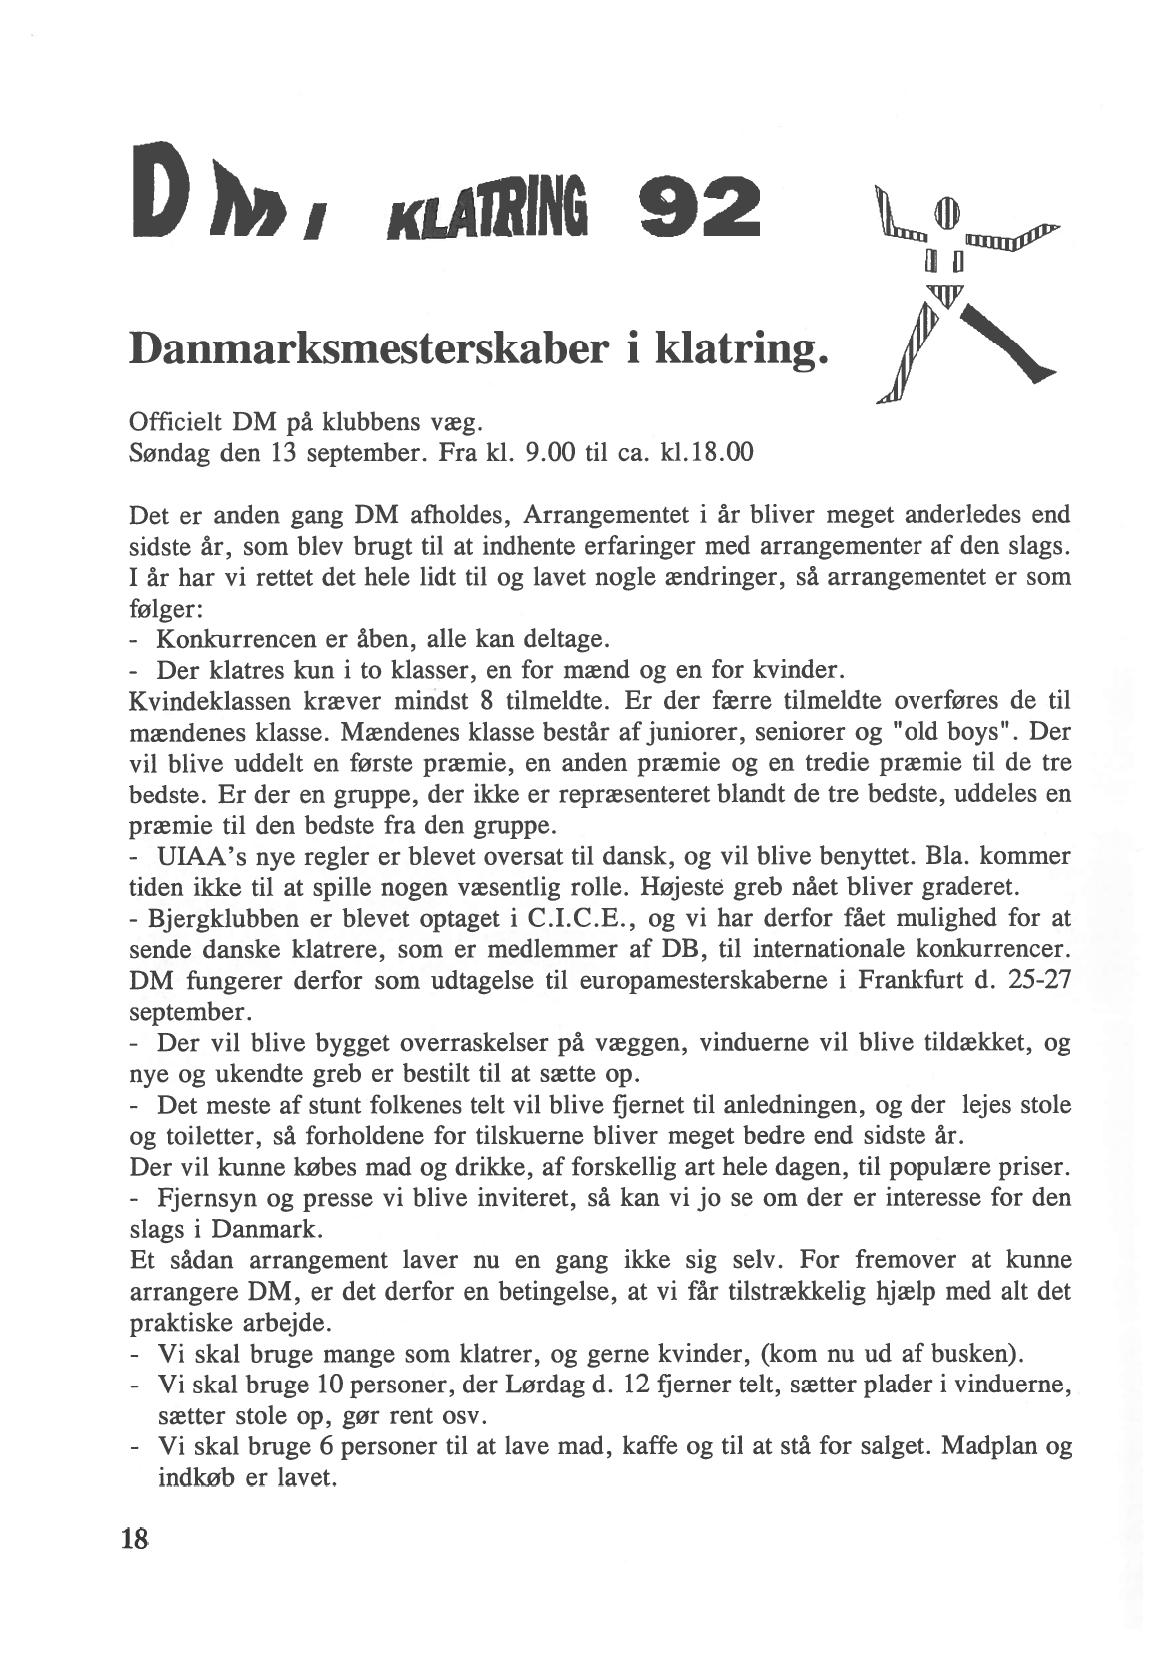 DM I KLATRING 92
Danmarksmesterskaber i klatring.
Officielt DM på klubbens væg.
Søndag den 13 september. Fra kl. 9.00 til ca. kl.18.00
Det er anden gang DM afholdes, Arrangementet i år bliver meget anderledes end
sidste år, som blev brugt til at indhente erfaringer med arrangementer af den slags.
I år har vi rettet det hele lidt til og lavet nogle ændringer, så arrangementet er som
følger:
- Konkurrencen er åben, alle kan deltage.
- Der klatres kun i to klasser, en for mænd og en for kvinder.
Kvindeklassen kræver mindst 8 tilmeldte. Er der færre tilmeldte overføres de til
mændenes klasse. Mændenes klasse består af juniorer, seniorer og "old boys". Der
vil blive uddelt en første præmie, en anden præmie og en tredie præmie til de tre
bedste. Er der en gruppe, der ikke er repræsenteret blandt de tre bedste, uddeles en
præmie til den bedste fra den gruppe.
- UIAA's nye regler er blevet oversat til dansk, og vil blive benyttet. Bla. kommer
tiden ikke til at spille nogen væsentlig rolle. Højeste greb nået bliver graderet.
- Bjergklubben er blevet optaget i C.I.C.E., og vi har derfor fået mulighed for at
sende danske klatrere, som er medlemmer af DB, til internationale konkurrencer.
DM fungerer derfor som udtagelse til europamesterskaberne i Frankfurt d. 25-27
september.
- Der vil blive bygget overraskelser på væggen, vinduerne vil blive tildækket, og
nye og ukendte greb er bestilt til at sætte op.
- Det meste af stunt folkenes telt vil blive fjernet til anledningen, og der lejes stole
og toiletter, så forholdene for tilskuerne bliver meget bedre end sidste år.
Der vil kunne købes mad og drikke, af forskellig art hele dagen, til populære priser.
- Fjernsyn og presse vi blive inviteret, så kan vi jo se om der er interesse for den
slags i Danmark.
Et sådan arrangement laver nu en gang ikke sig selv. For fremover at kunne
arrangere DM, er det derfor en betingelse, at vi får tilstrækkelig hjælp med alt det
praktiske arbejde.
- Vi skal bruge mange som klatrer, og gerne kvinder, (kom nu ud af busken).
- Vi skal bruge 10 personer, der Lørdag d. 12 fjerner telt, sætter plader i vinduerne,
sætter stole op, gør rent osv.
- Vi skal bruge 6 personer til at lave mad, kaffe og til at stå for salget. Madplan og
indkøb er lavet.
18